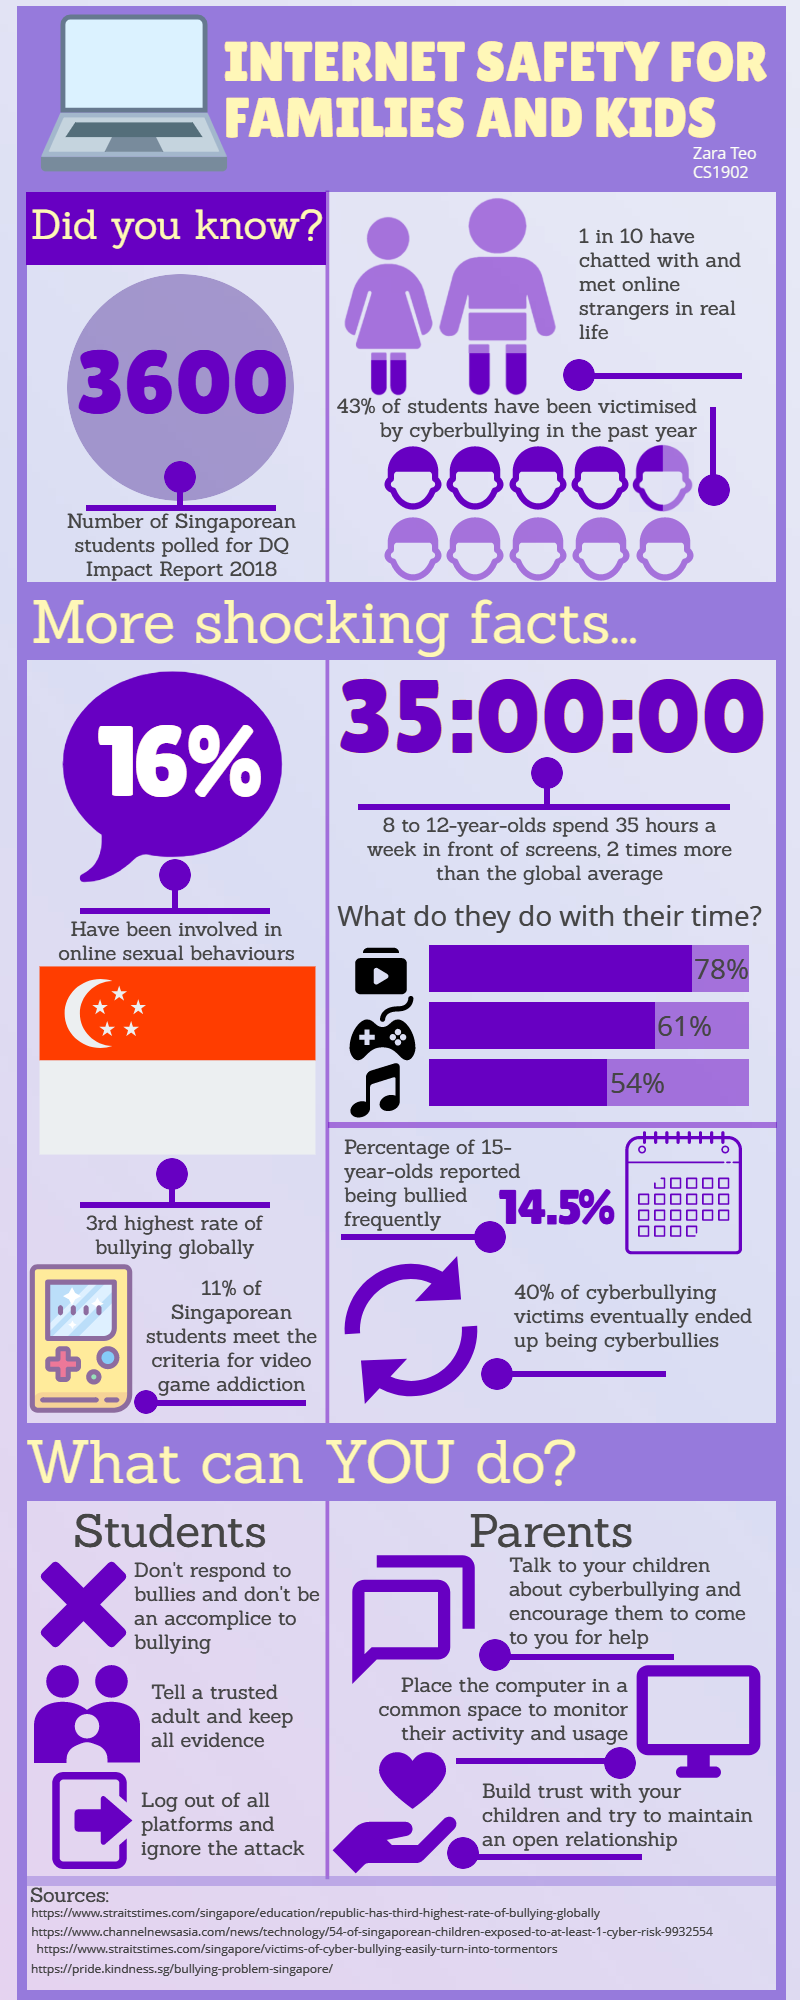 INTERNET SAFETY FOR
FAMILIES AND KIDS
Zara Teo
CS1902
Did you know?
3600
Number of Singaporean
students polled for DQ
Impact Report 2018
1 in 10 have
chatted with and
met online
strangers in real
life
43% of students have been victimised
by cyberbullying in the past year
More shocking facts...
16%
Have been involved in
online sexual behaviours
3rd highest rate of
bullying globally
11% of
Singaporean
students meet the
criteria for video
game addiction
35:00:00
8 to 12-year-olds spend 35 hours a
week in front of screens, 2 times more
than the global average
What do they do with their time?
78%
61%
54%
Percentage of 15-
year-olds reported
being bullied
frequently
14.5%
40% of cyberbullying
victims eventually ended
up being cyberbullies
What can YOU do?
Students
Don't respond to
bullies and don't be
an accomplice to
bullying
Tell a trusted
adult and keep
all evidence
Log out of all
platforms and
ignore the attack
Parents
Talk to your children
about cyberbullying and
encourage them to come
to you for help
Place the computer in a
common space to monitor
their activity and usage
Build trust with your
children and try to maintain
an open relationship
Sources:
https://www.straitstimes.com/singapore/education/republic-has-third-highest-rate-of-bullying-globally
https://www.channelnewsasia.com/news/technology/54-of-singaporean-children-exposed-to-at-least-1-cyber-risk-9932554
https://www.straitstimes.com/singapore/victims-of-cyber-bullying-easily-turn-into-tormentors
https://pride.kindness.sg/bullying-problem-singapore/